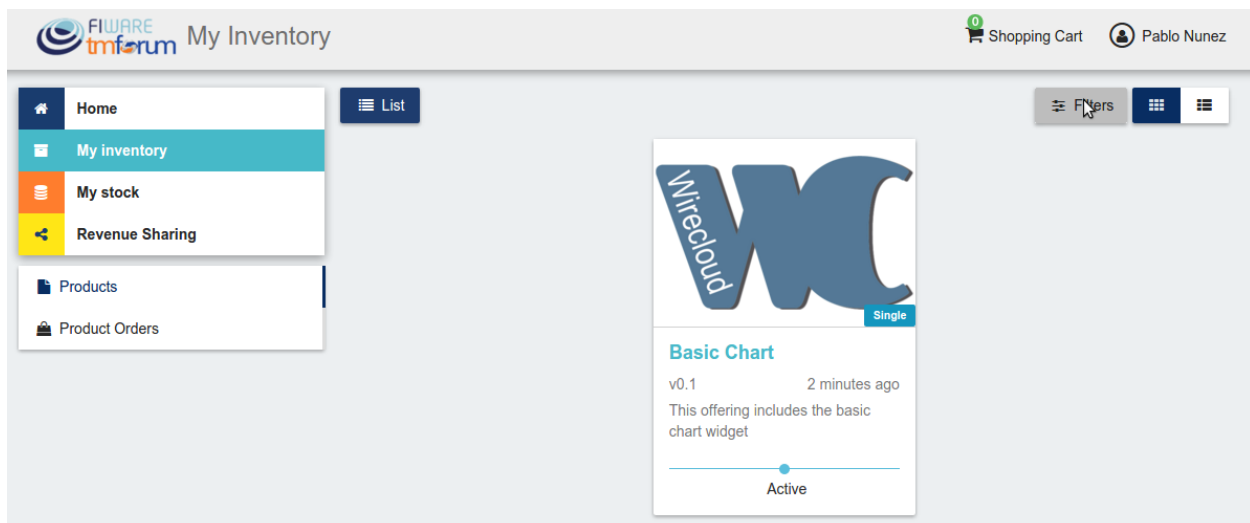 FIWARE
tmforum
My Inventory
0
Shopping Cart
Pablo Nunez
Home
My inventory
My stock
Revenue Sharing
Products
Product Orders
List
Filters
Wirecloud
WC
Single
Basic Chart
v0.1 2 minutes ago
This offering includes the basic
chart widget
Active